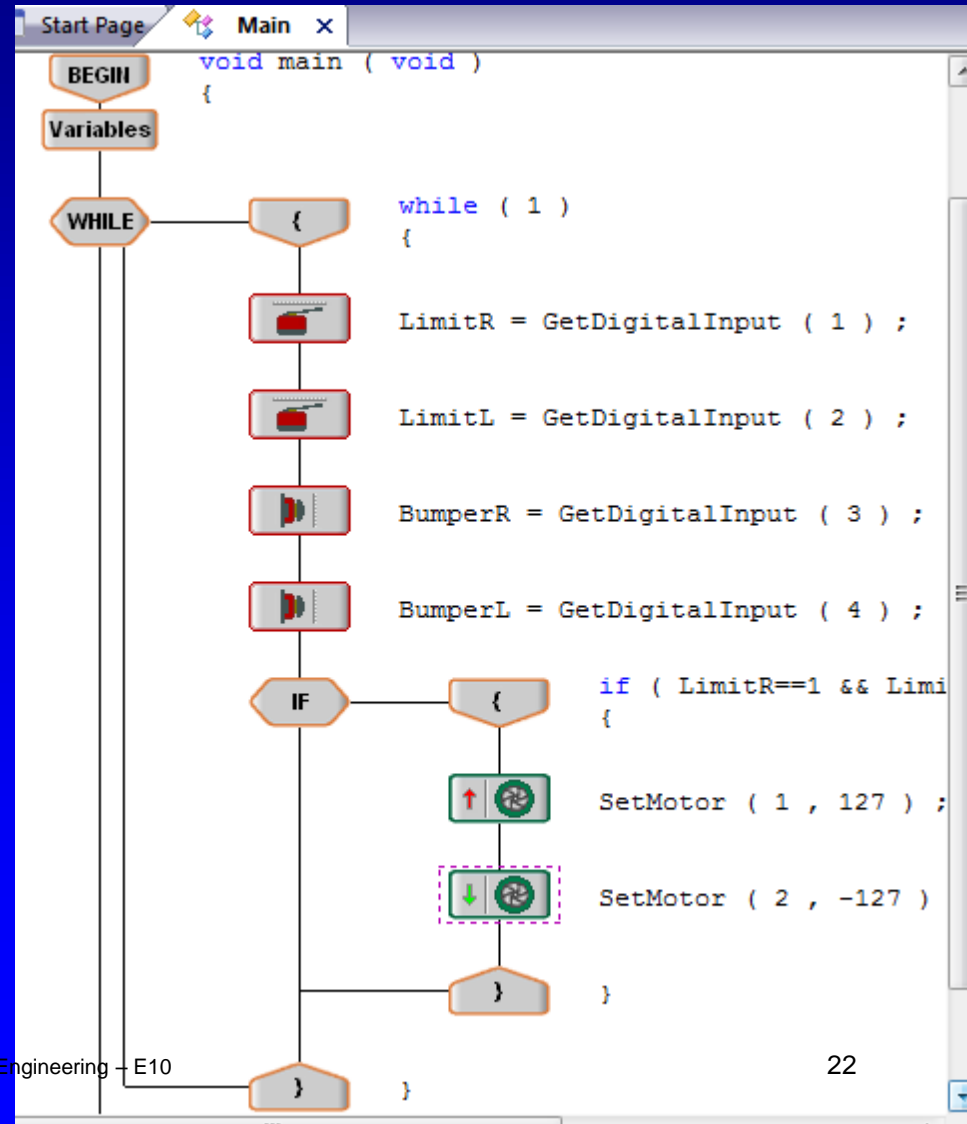 Start Page Main x
BEGIN void main ( void )
{
Variables
WHILE { while ( 1 )
{
LimitR = GetDigitalInput ( 1 ) ;
LimitL = GetDigitalInput ( 2 ) ;
BumperR = GetDigitalInput ( 3 ) ;
BumperL = GetDigitalInput ( 4 ) ;
IF { if ( LimitR==1 && Limi
{
SetMotor ( 1 , 127 ) ;
SetMotor ( 2 , -127 )
} }
Engineering – E10 22
} }